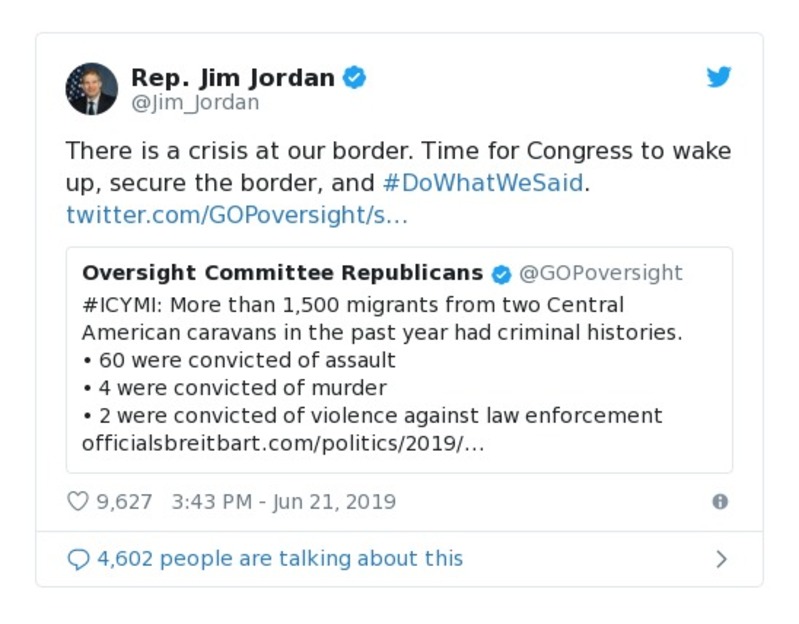 Rep. Jim Jordan
@Jim_Jordan
There is a crisis at our border. Time for Congress to wake
up, secure the border, and #DoWhatWeSaid.
twitter.com/GOPoversight/s…
Oversight Committee Republicans @GOPoversight
#ICYMI: More than 1,500 migrants from two Central
American caravans in the past year had criminal histories.
• 60 were convicted of assault
• 4 were convicted of murder
• 2 were convicted of violence against law enforcement
officialsbreitbart.com/politics/2019/…
9,627 3:43 PM - Jun 21, 2019
4,602 people are talking about this